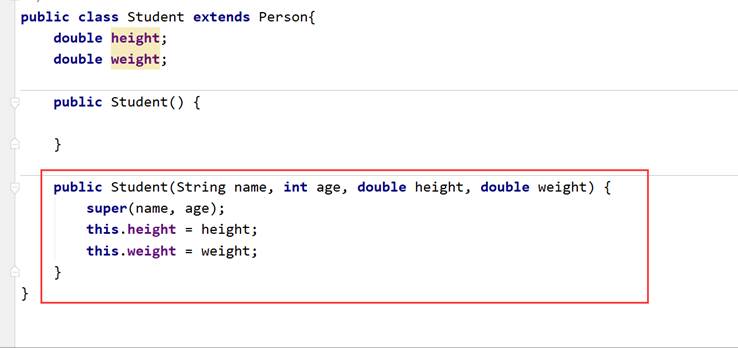 public class Student extends Person{
    double height;
    double weight;
    public Student() {
    }
    public Student(String name, int age, double height, double weight) {
        super(name, age);
        this.height = height;
        this.weight = weight;
    }
}